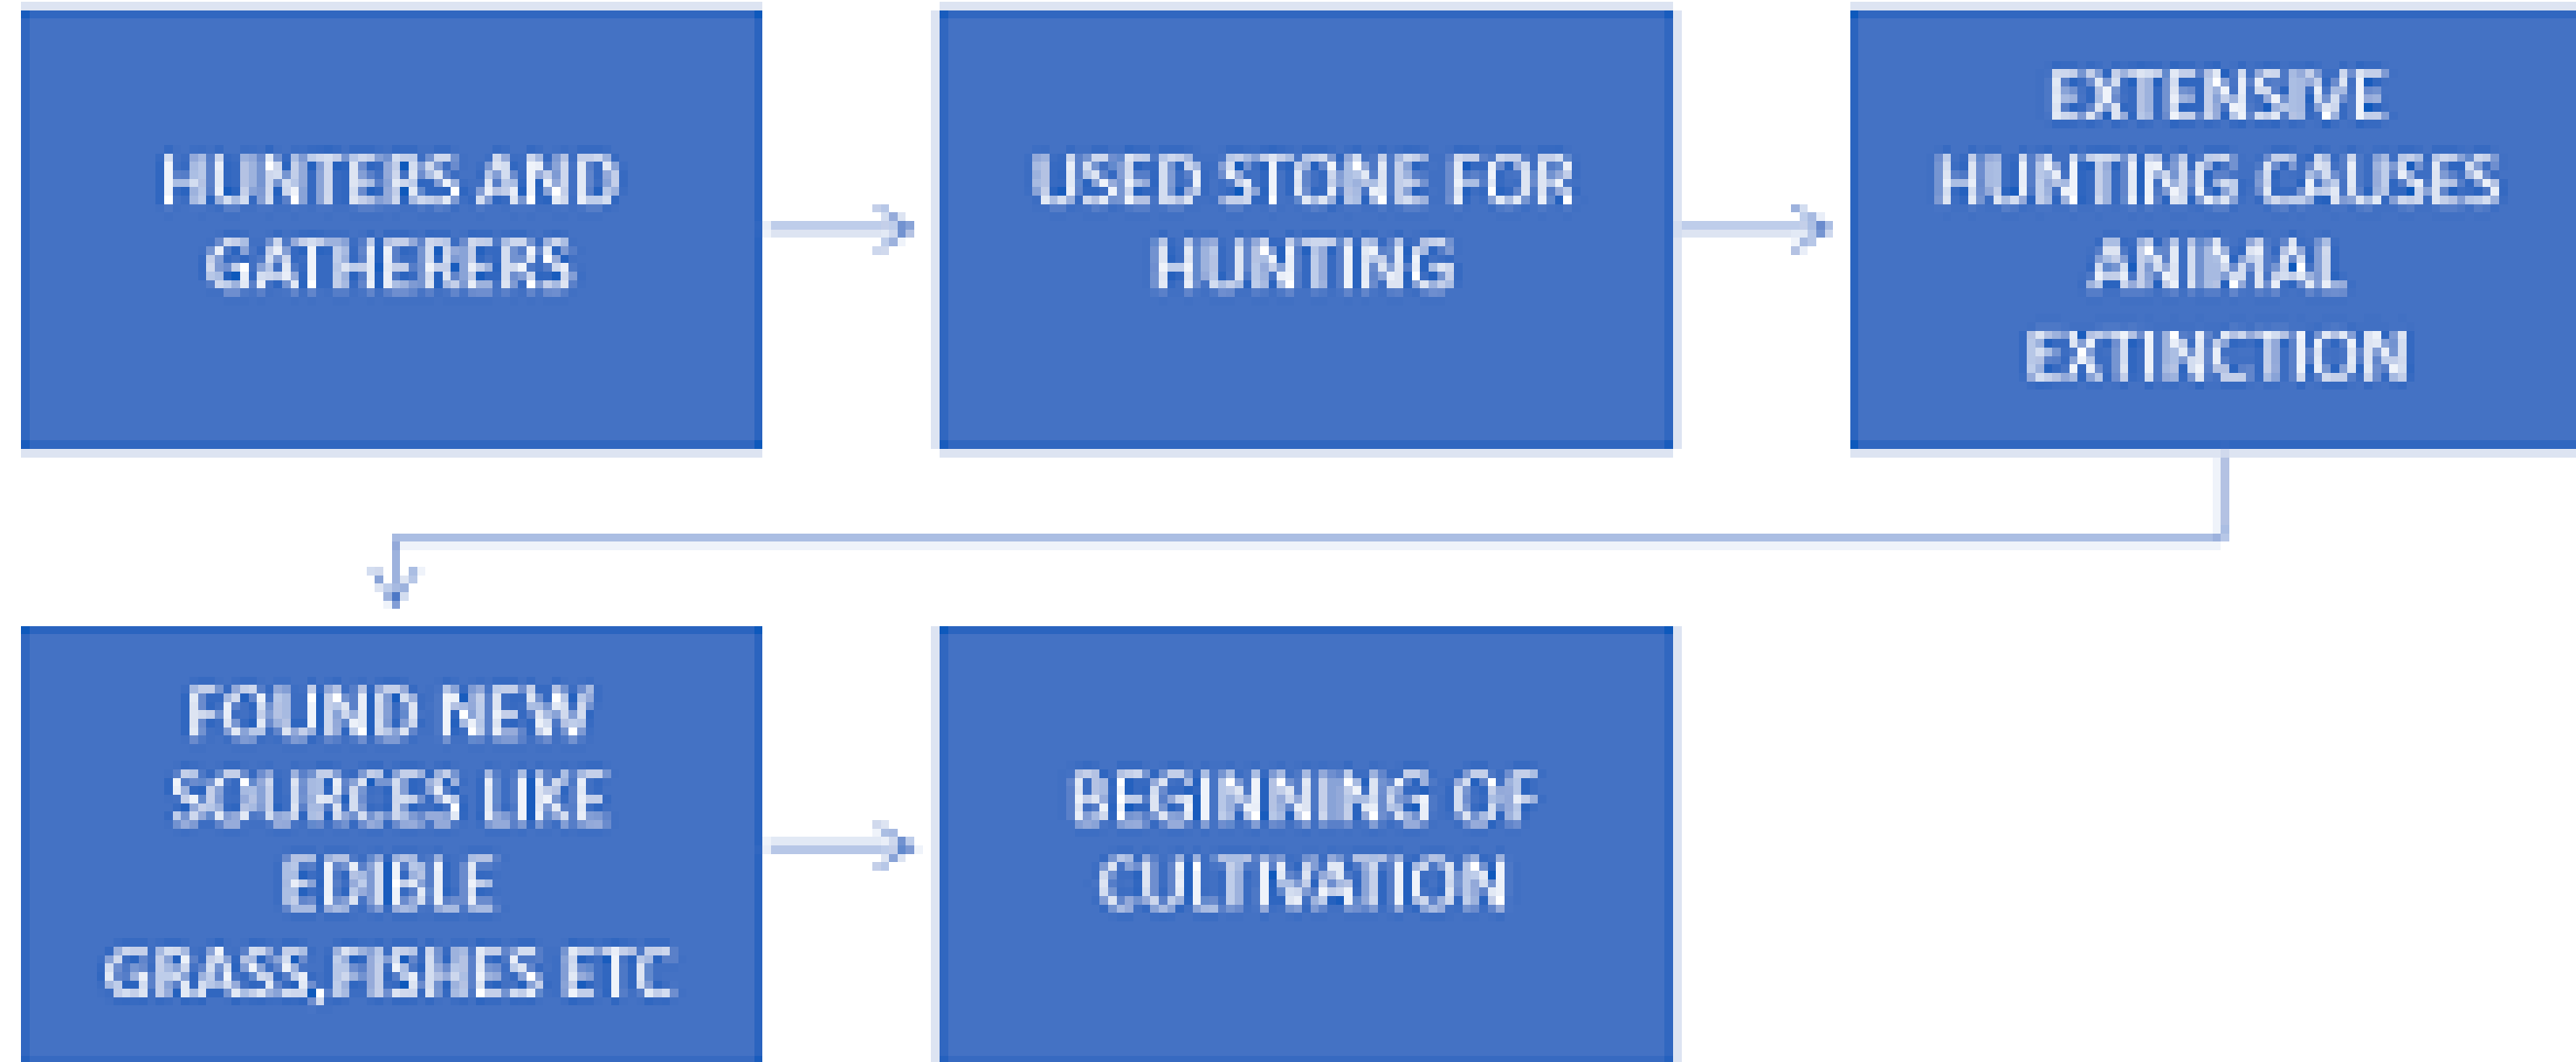 HUNTERS AND
GATHERERS
USED STONE FOR
HUNTING
EXTENSIVE
HUNTING CAUSES
ANIMAL
EXTINCTION
FOUND NEW
SOURCES LIKE
EDIBLE
GRASS,FISHES ETC
BEGINNING OF
CULTIVATION